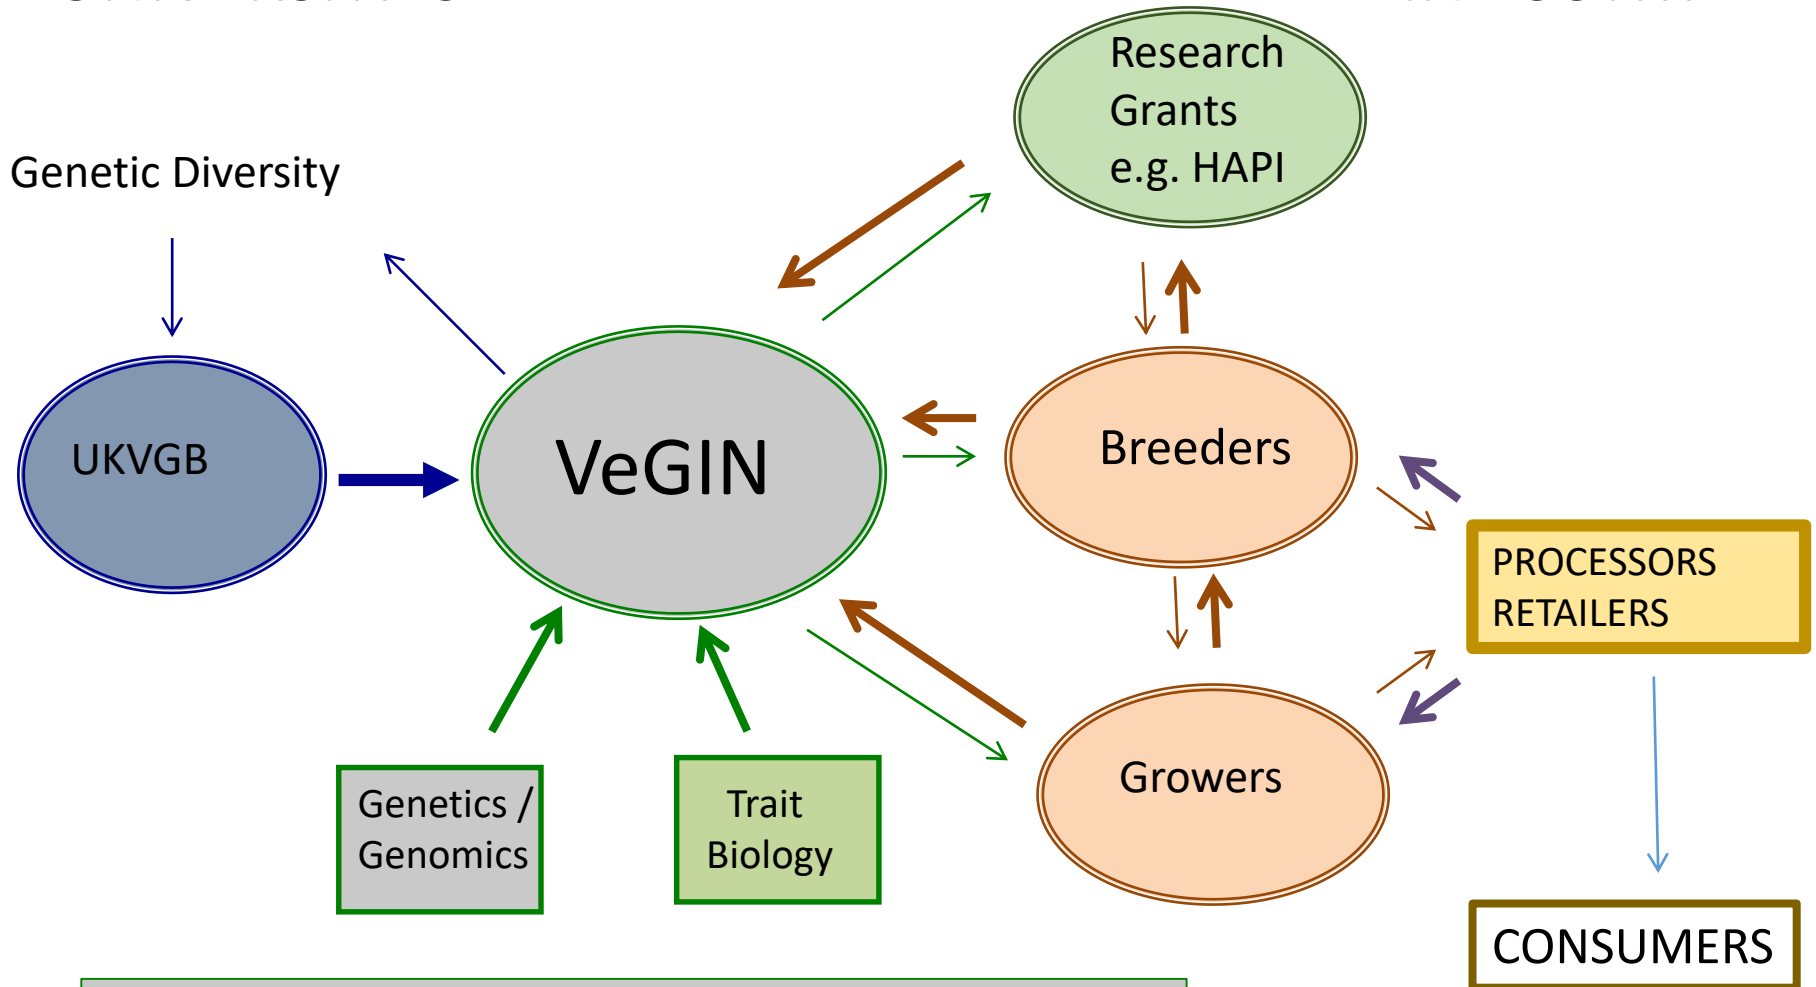 Research
Grants
e.g. HAPI
Genetic Diversity
UKVGB
VeGIN
Breeders
PROCESSORS
RETAILERS
Growers
Genetics /
Genomics
Trait
Biology
CONSUMERS